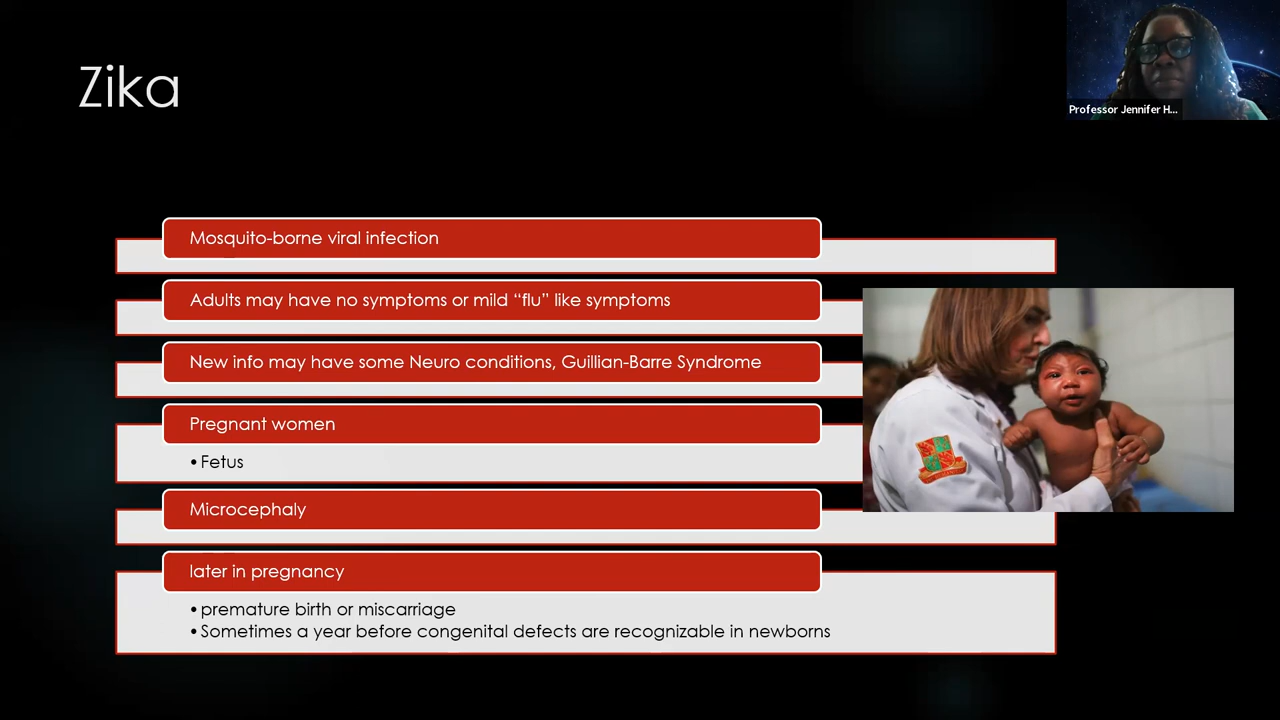 Zika
Professor Jennifer H...
Mosquito-borne viral infection
Adults may have no symptoms or mild “flu” like symptoms
New info may have some Neuro conditions, Guillian-Barre Syndrome
Pregnant women
• Fetus
Microcephaly
later in pregnancy
• premature birth or miscarriage
• Sometimes a year before congenital defects are recognizable in newborns